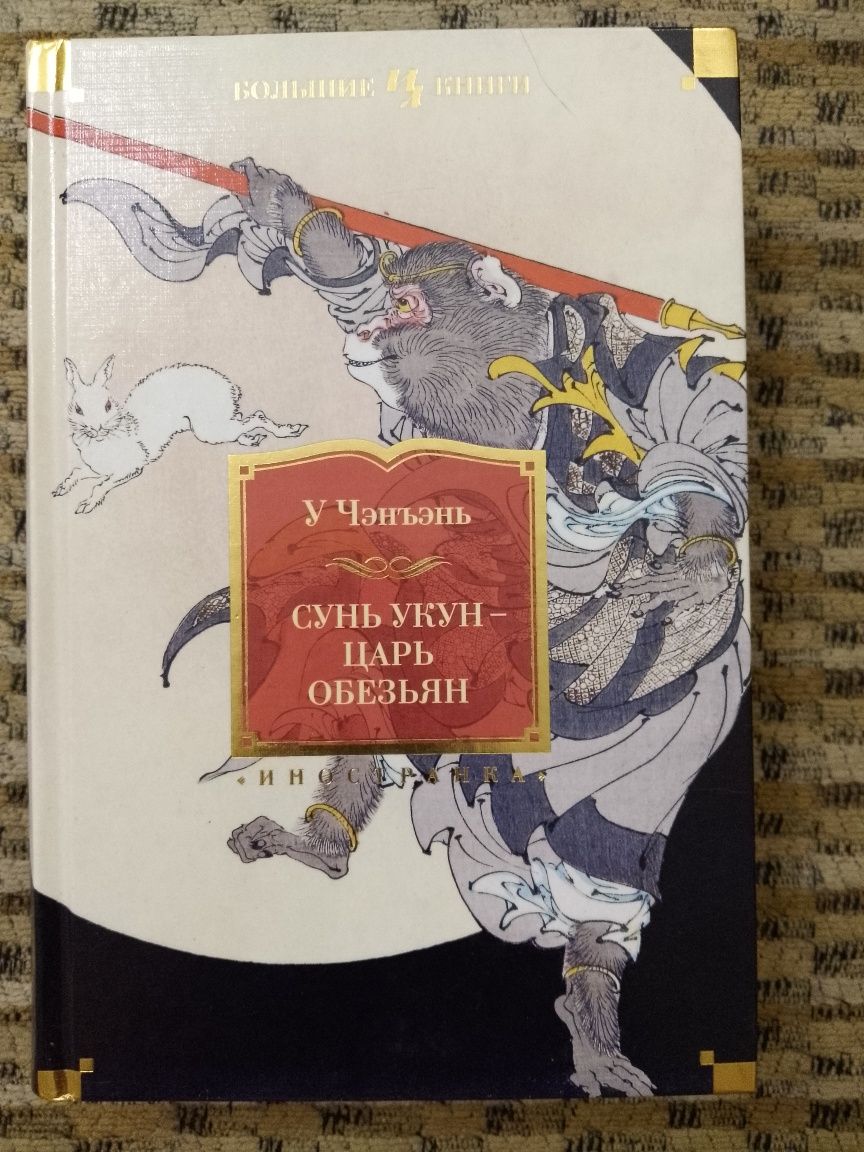 БОЛЬШИЕ КНИГИ
У Чэнъэнь
СУНЬ УКУН –
ЦАРЬ
ОБЕЗЬЯН
«ИНОСТРАНКА»